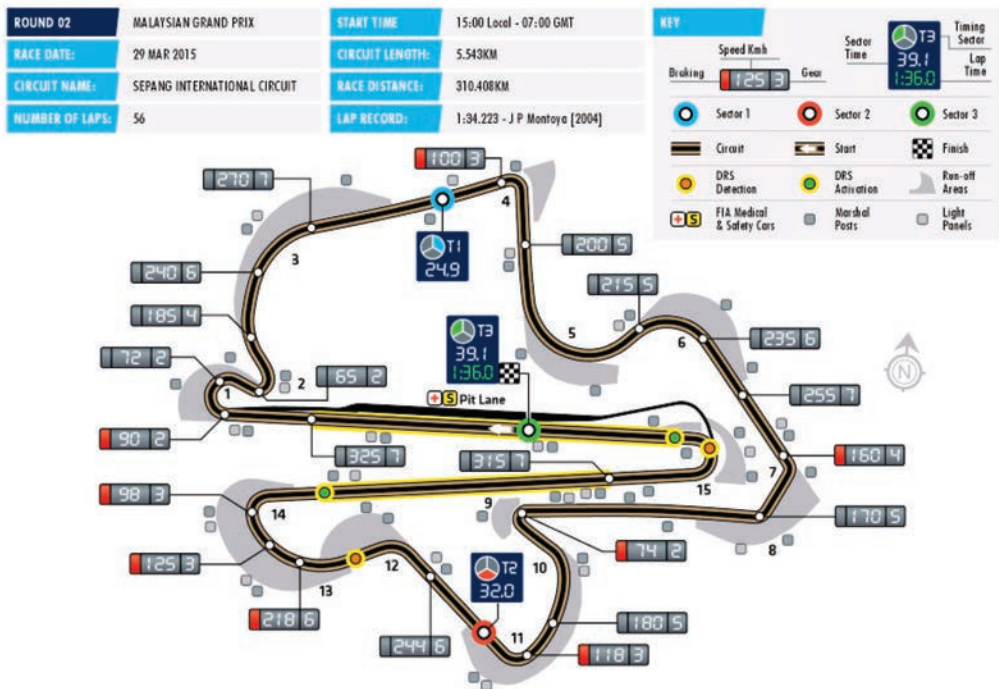 ROUND 02 MALAYSIAN GRAND PRIX START TIME 15:00 Local - 07:00 GMT
RACE DATE: 29 MAR 2015 CIRCUIT LENGTH: 5.543KM
CIRCUIT NAME: SEPANG INTERNATIONAL CIRCUIT RACE DISTANCE: 310.408KM
NUMBER OF LAPS: 56 LAP RECORD: 1:34.223 - J P Montoya [2004]
KEY
Speed Kmh
Braking 125 3 Gear
Sector Time
T3
39.1
1:36.0
Timing Sector
Lap Time
Sector 1 Sector 2 Sector 3
Circuit Start Finish
DRS Detection DRS Activation Run-off Areas
+ S FIA Medical & Safety Cars Marshal Posts Light Panels
100 3
270 7
4
3
T1
24.9
200 5
240 6
215 5
185 4
T3
39.1
1:36.0
5
6
235 6
N
72 2
2
65 2
1
255 7
+ S Pit Lane
90 2
325 7
315 7
160 4
7
15
98 3
14
9
170 5
8
74 2
125 3
12
13
10
T2
32.0
218 6
180 5
244 6
11
118 3